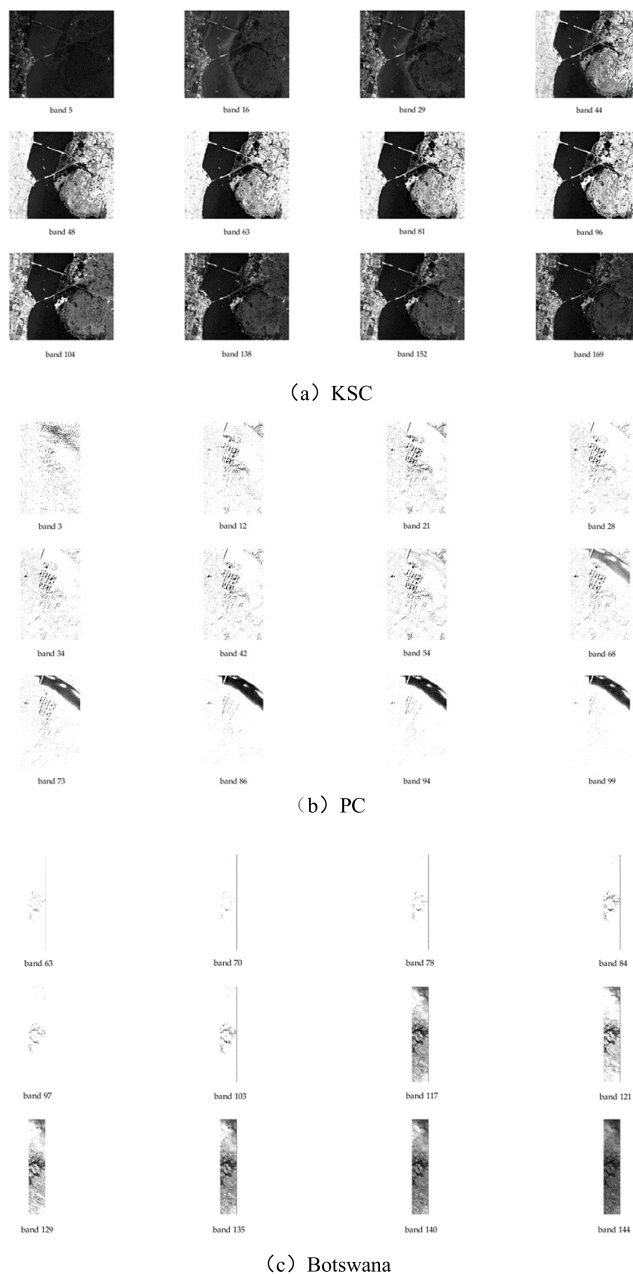 band 5 band 16 band 29 band 44
band 48 band 63 band 81 band 96
band 104 band 138 band 152 band 169
（a）KSC
band 3 band 12 band 21 band 28
band 34 band 42 band 54 band 68
band 73 band 86 band 94 band 99
（b）PC
band 63 band 70 band 78 band 84
band 97 band 103 band 117 band 121
band 129 band 135 band 140 band 144
（c）Botswana